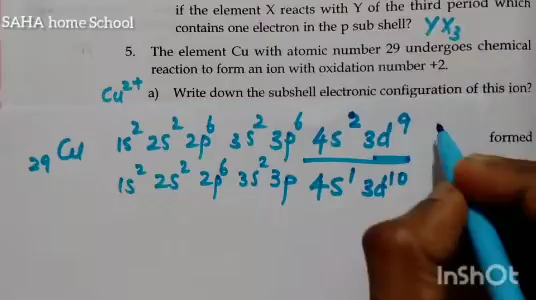 if the element X reacts with Y of the third period which
SAHA home School
contains one electron in the p sub shell? YX₃
5. The element Cu with atomic number 29 undergoes chemical
reaction to form an ion with oxidation number +2.
Cu²⁺ a) Write down the subshell electronic configuration of this ion?
₂₉Cu 1s² 2s² 2p⁶ 3s² 3p⁶ 4s² 3d⁹
formed
1s² 2s² 2p⁶ 3s² 3p 4s¹ 3d¹⁰
InShOt